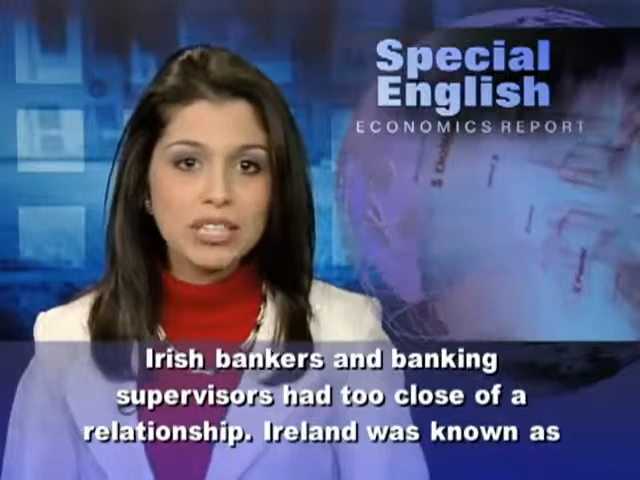 Special
English
ECONOMICS REPORT
Irish bankers and banking
supervisors had too close of a
relationship. Ireland was known as